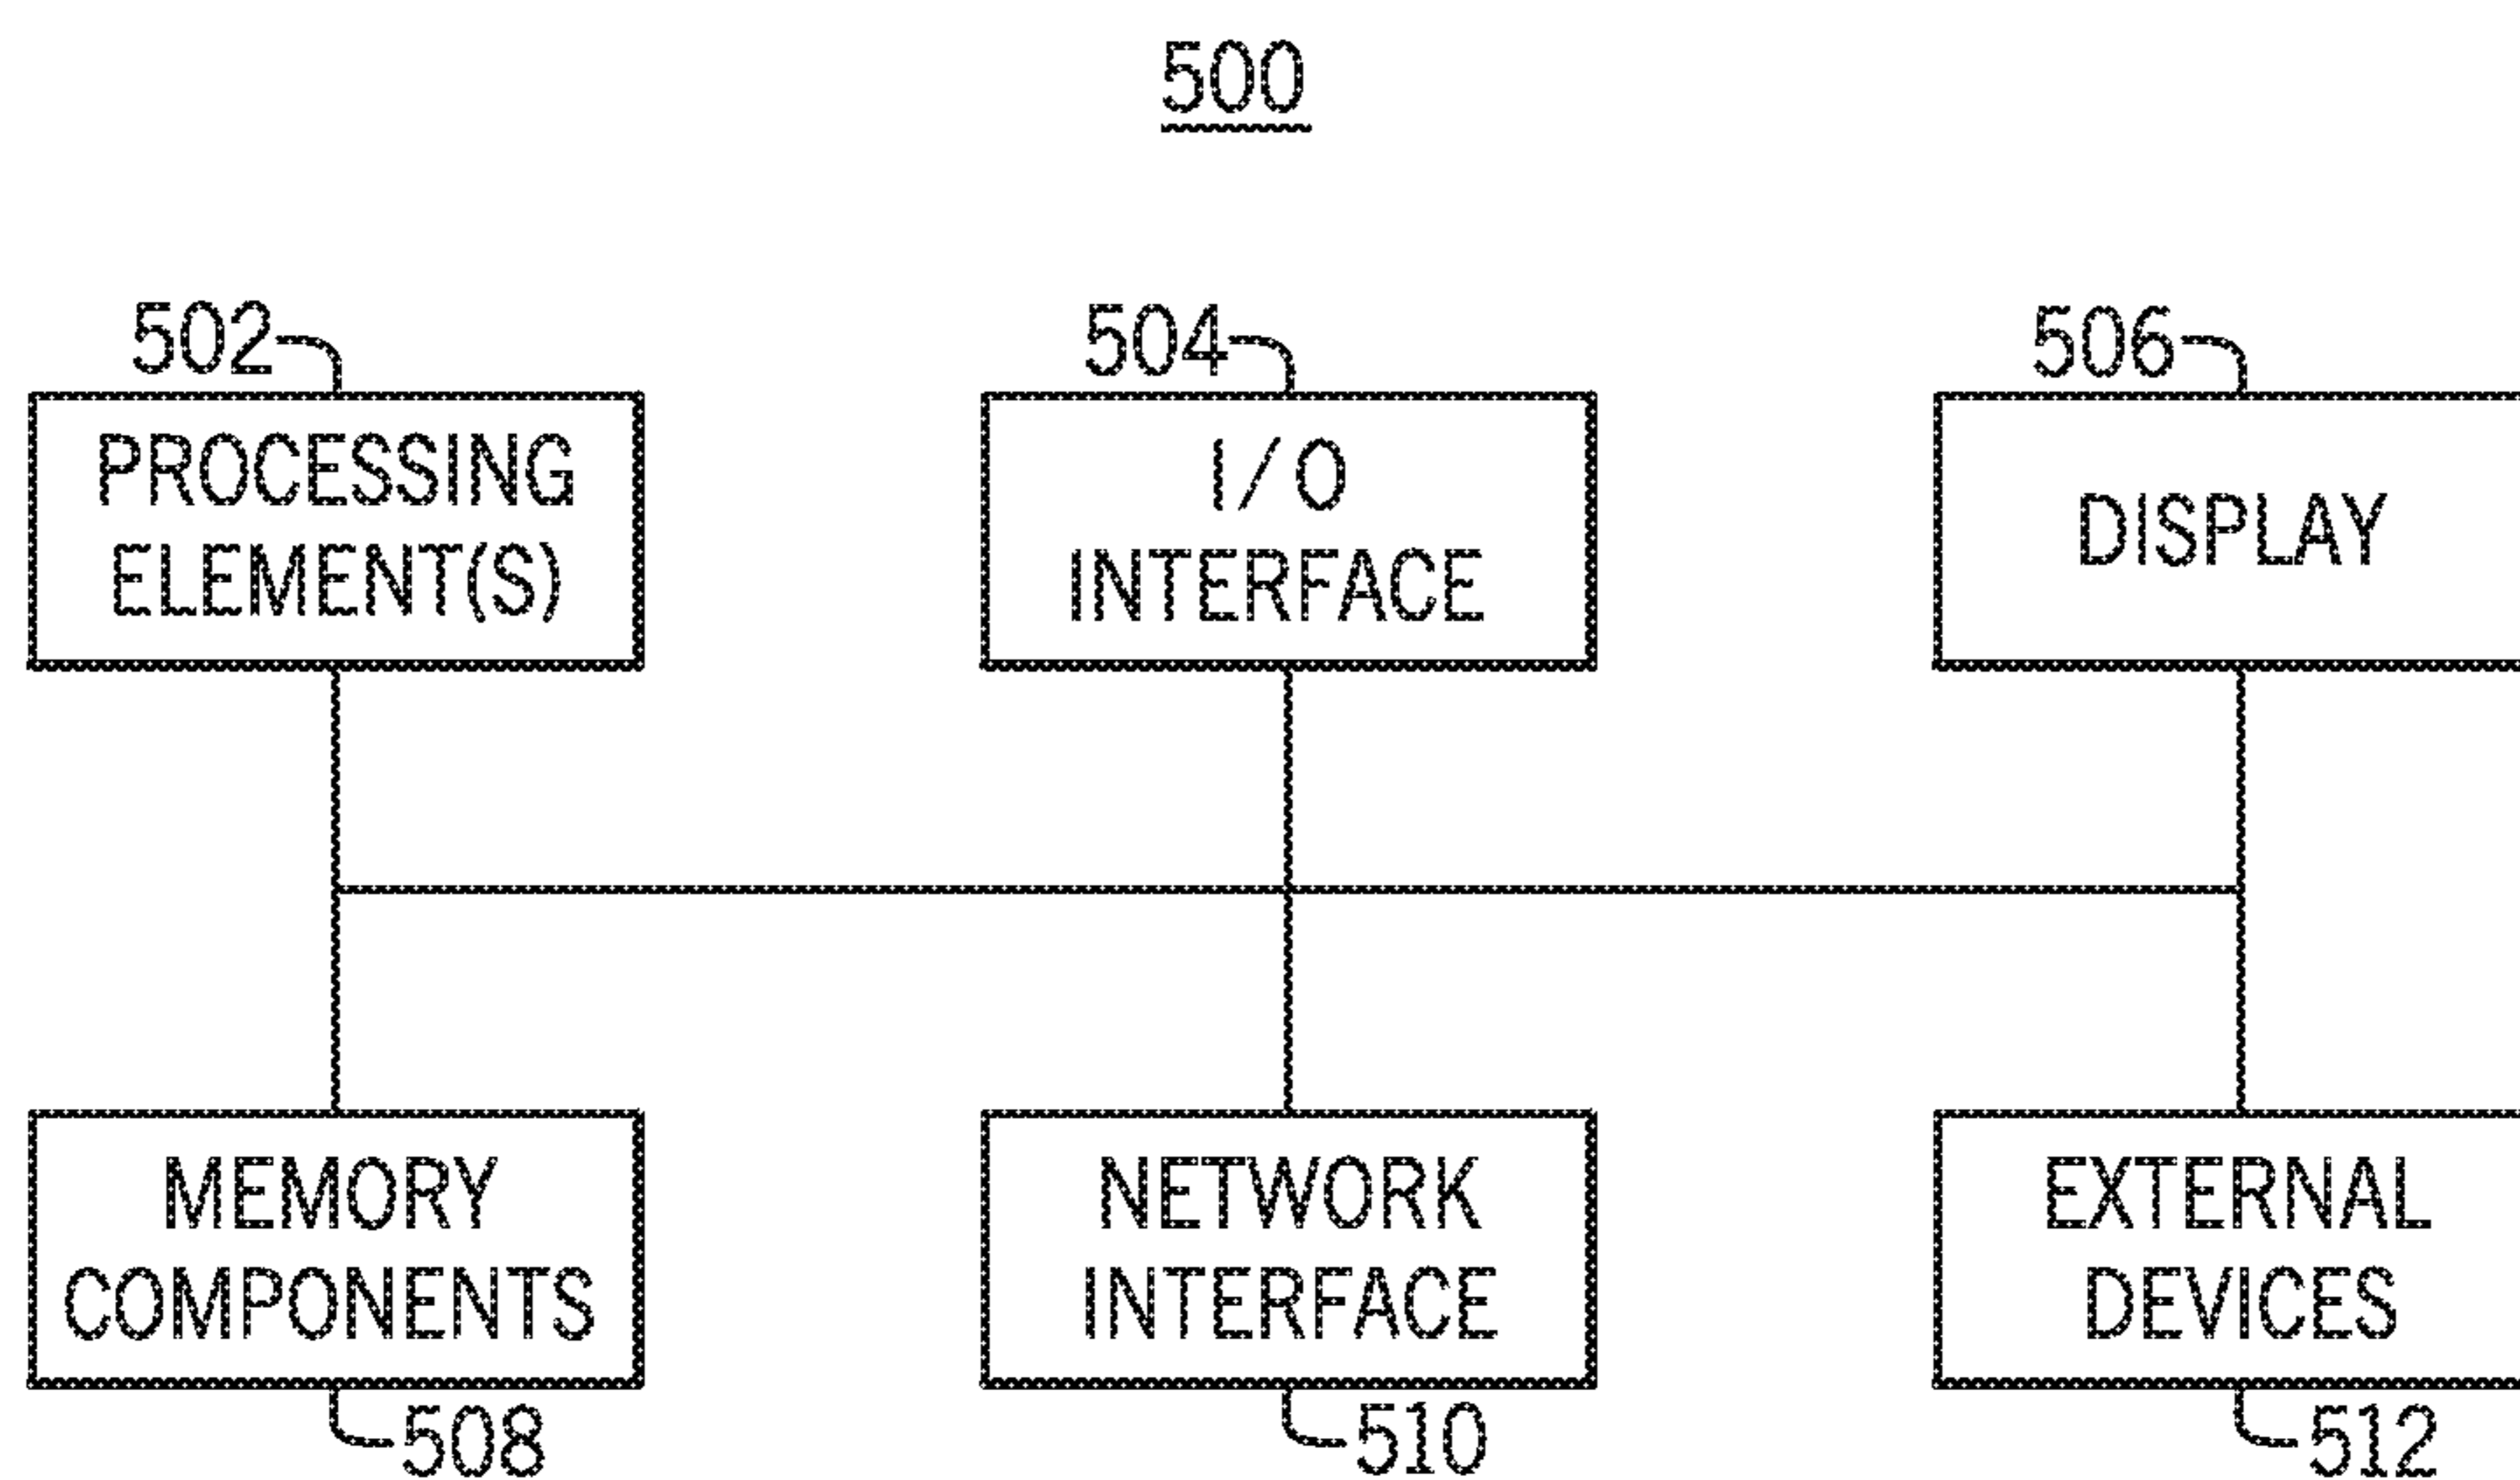 500
502
504
506
PROCESSING
ELEMENT(S)
I/O
INTERFACE
DISPLAY
MEMORY
COMPONENTS
NETWORK
INTERFACE
EXTERNAL
DEVICES
508
510
512